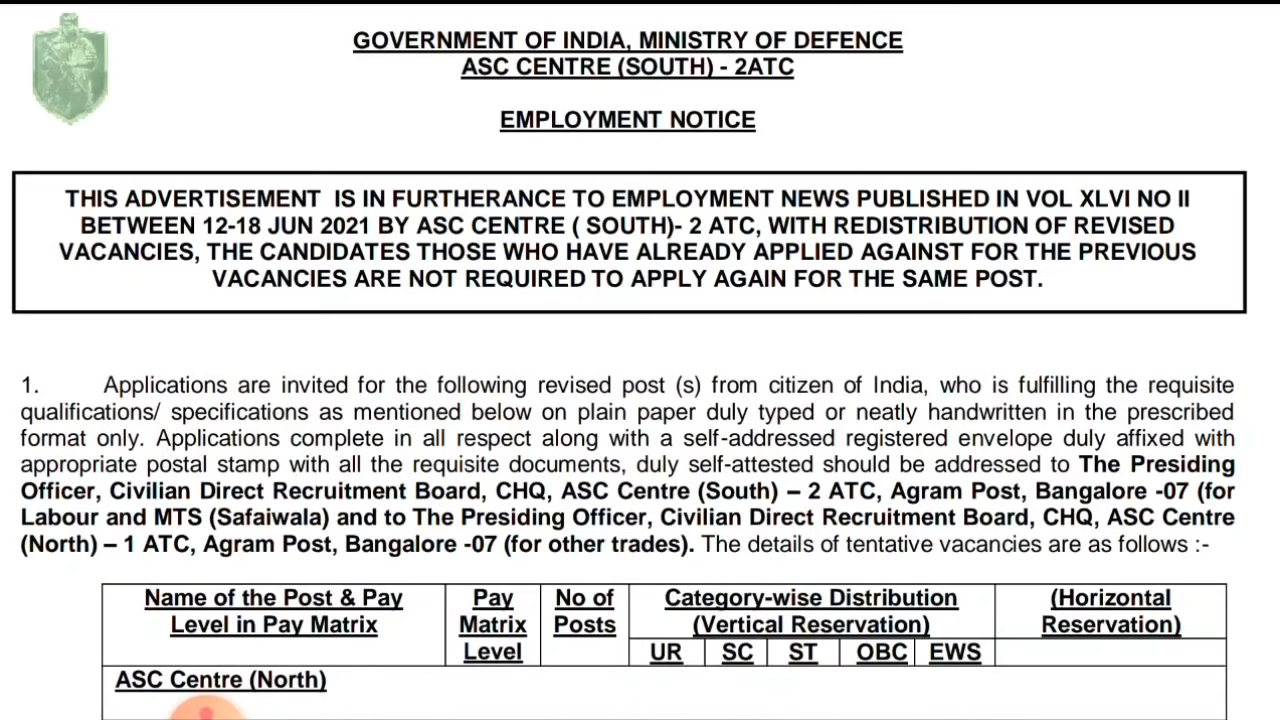 GOVERNMENT OF INDIA, MINISTRY OF DEFENCE
ASC CENTRE (SOUTH) - 2ATC
EMPLOYMENT NOTICE
THIS ADVERTISEMENT IS IN FURTHERANCE TO EMPLOYMENT NEWS PUBLISHED IN VOL XLVI NO II
BETWEEN 12-18 JUN 2021 BY ASC CENTRE ( SOUTH)- 2 ATC, WITH REDISTRIBUTION OF REVISED
VACANCIES, THE CANDIDATES THOSE WHO HAVE ALREADY APPLIED AGAINST FOR THE PREVIOUS
VACANCIES ARE NOT REQUIRED TO APPLY AGAIN FOR THE SAME POST.
1. Applications are invited for the following revised post (s) from citizen of India, who is fulfilling the requisite
qualifications/ specifications as mentioned below on plain paper duly typed or neatly handwritten in the prescribed
format only. Applications complete in all respect along with a self-addressed registered envelope duly affixed with
appropriate postal stamp with all the requisite documents, duly self-attested should be addressed to The Presiding
Officer, Civilian Direct Recruitment Board, CHQ, ASC Centre (South) – 2 ATC, Agram Post, Bangalore -07 (for
Labour and MTS (Safaiwala) and to The Presiding Officer, Civilian Direct Recruitment Board, CHQ, ASC Centre
(North) – 1 ATC, Agram Post, Bangalore -07 (for other trades). The details of tentative vacancies are as follows :-
Name of the Post & Pay Level in Pay Matrix
Pay Matrix Level
No of Posts
Category-wise Distribution (Vertical Reservation)
(Horizontal Reservation)
UR SC ST OBC EWS
ASC Centre (North)